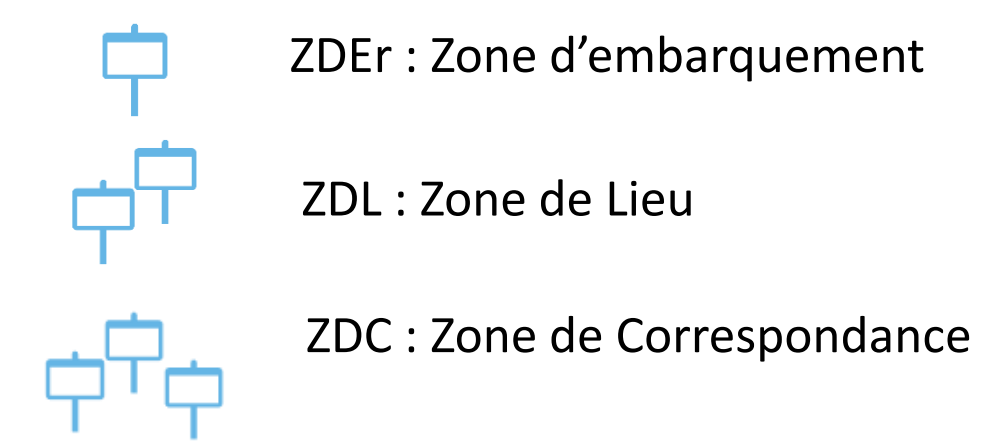 ZDEr : Zone d’embarquement
ZDL : Zone de Lieu
ZDC : Zone de Correspondance